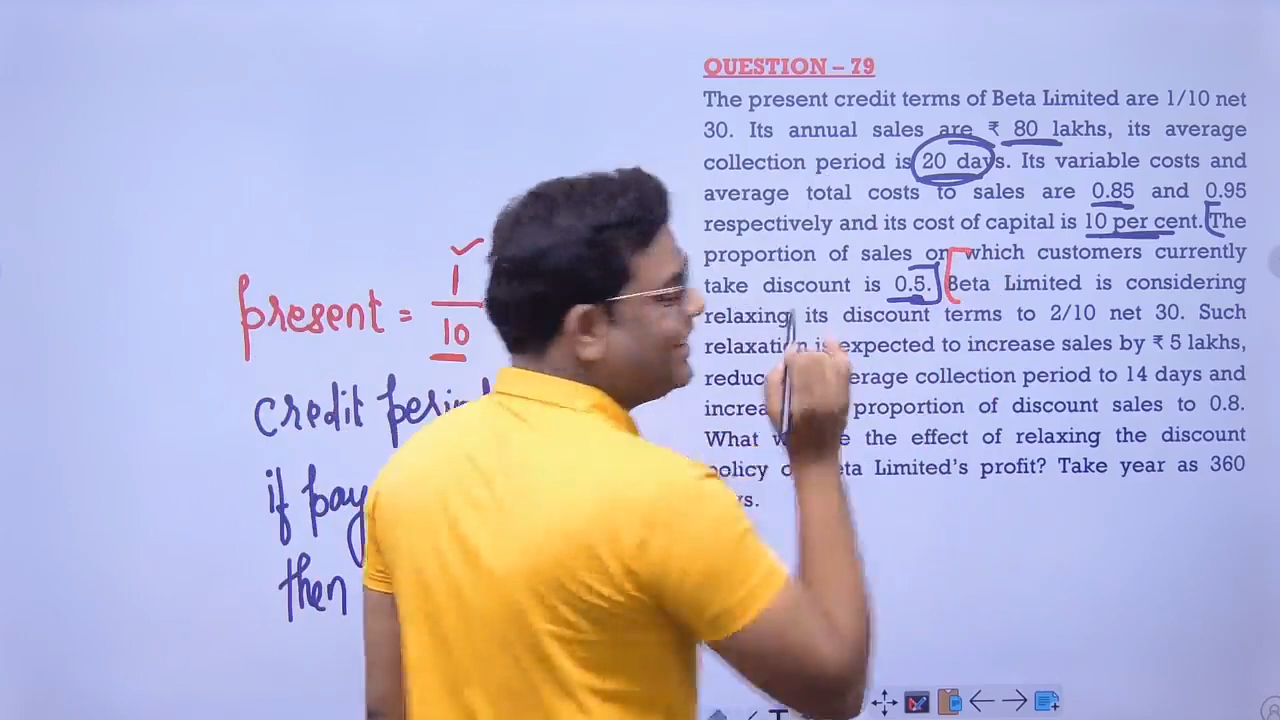 QUESTION – 79
The present credit terms of Beta Limited are 1/10 net
30. Its annual sales are ₹ 80 lakhs, its average
collection period is 20 days. Its variable costs and
average total costs to sales are 0.85 and 0.95
respectively and its cost of capital is 10 per cent. The
proportion of sales on which customers currently
take discount is 0.5. Beta Limited is considering
relaxing its discount terms to 2/10 net 30. Such
relaxation is expected to increase sales by ₹ 5 lakhs,
reduc erage collection period to 14 days and
increa proportion of discount sales to 0.8.
What w e the effect of relaxing the discount
policy o eta Limited's profit? Take year as 360
ys.
present = 1/10
credit peri
if pay
then